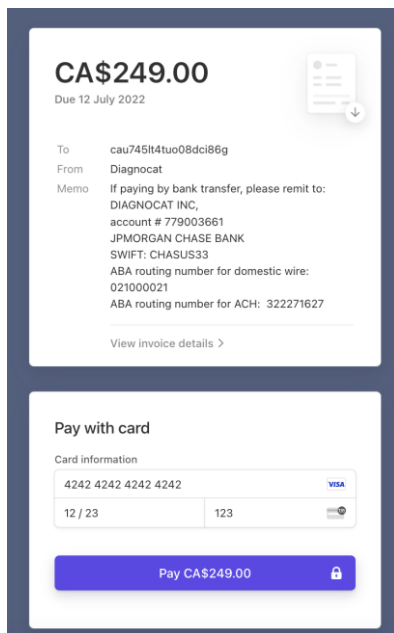 CA$249.00
Due 12 July 2022
To cau745lt4tuo08dci86g
From Diagnocat
Memo If paying by bank transfer, please remit to:
DIAGNOCAT INC,
account # 779003661
JPMORGAN CHASE BANK
SWIFT: CHASUS33
ABA routing number for domestic wire:
021000021
ABA routing number for ACH: 322271627
View invoice details >
Pay with card
Card information
4242 4242 4242 4242 VISA
12 / 23 123
Pay CA$249.00